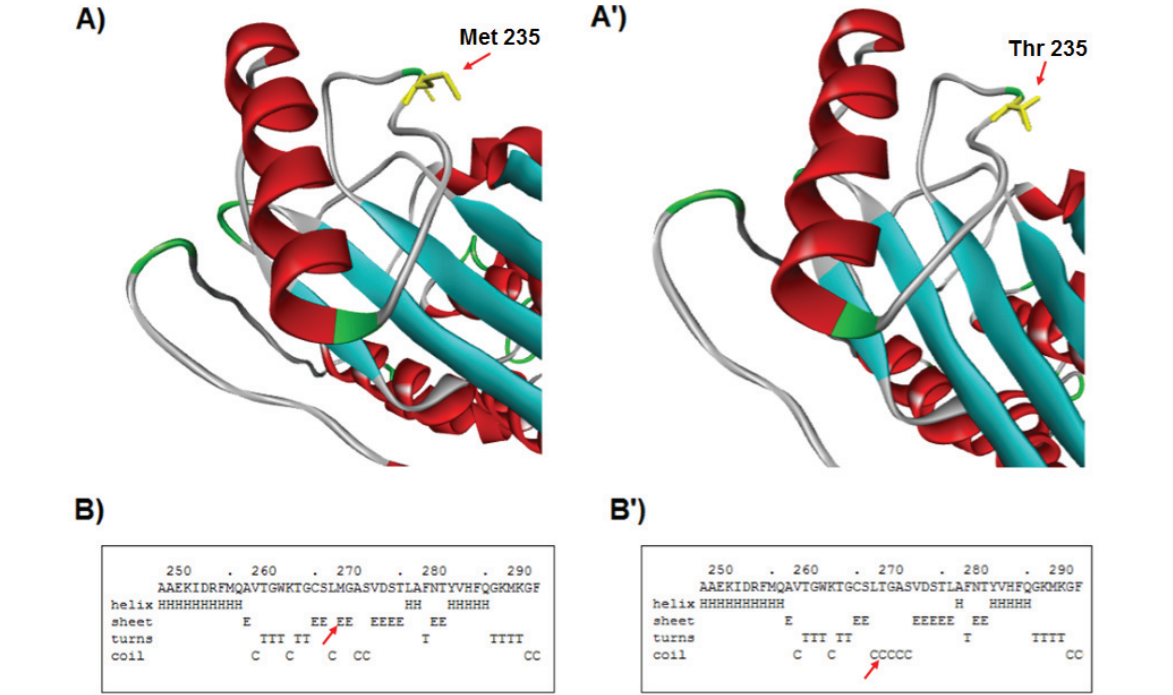 A)
Met 235
A')
Thr 235
B)
250 . 260 . 270 . 280 . 290
AAEKIDRFMQAVTGWKTGCSLMGASVDSTLAFNTYVHFQGKMKGF
helix HHHHHHHHHH HH HHHHH
sheet E EE EE EEEE EE
turns TTT TT T TTTT
coil C C C CC CC
B')
250 . 260 . 270 . 280 . 290
AAEKIDRFMQAVTGWKTGCSLTGASVDSTLAFNTYVHFQGKMKGF
helix HHHHHHHHHH H HHHHH
sheet E EE EEEEE EE
turns TTT TT T TTTT
coil C C CCCCC CC